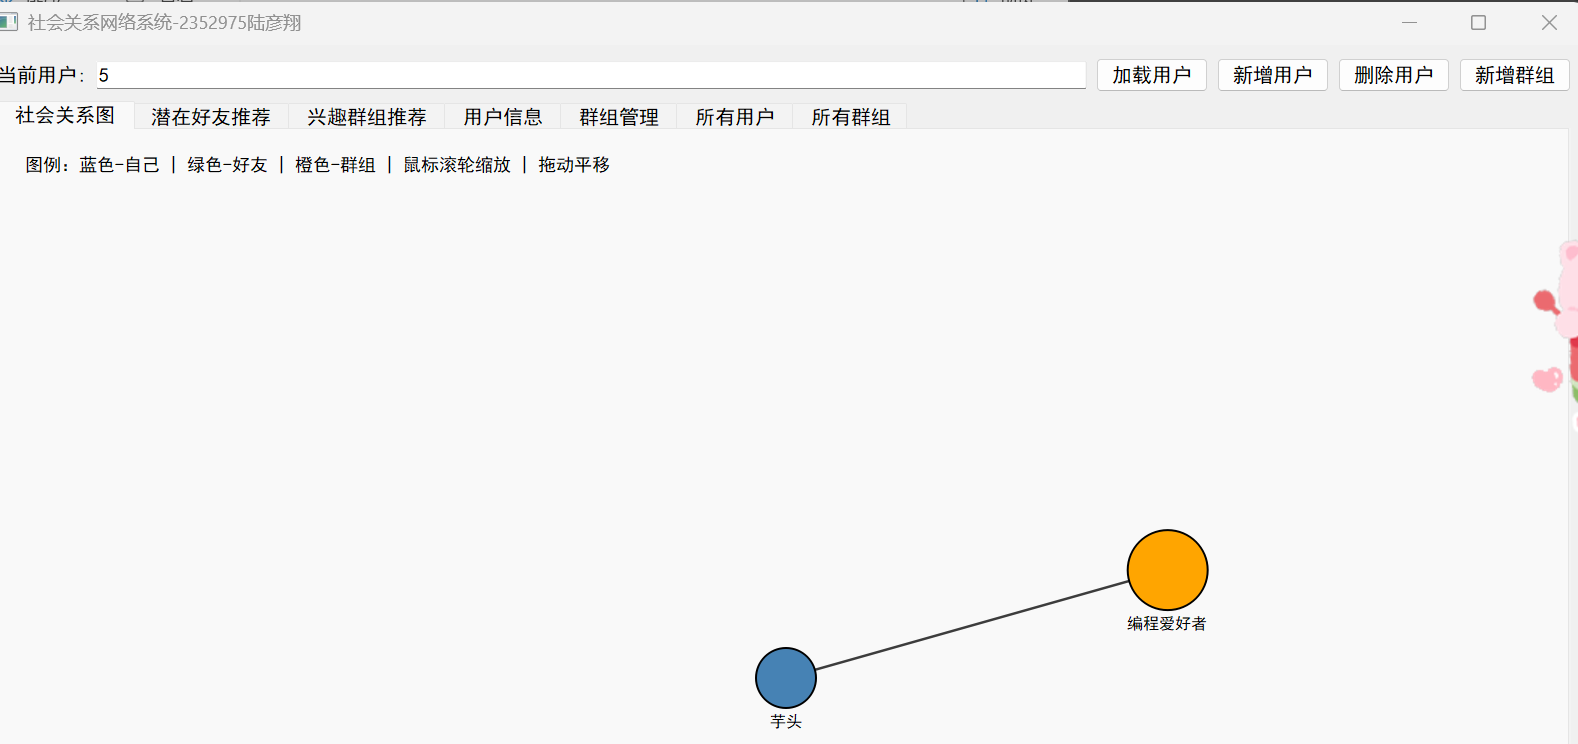 社会关系网络系统-2352975陆彦翔
当前用户: 5 加载用户 新增用户 删除用户 新增群组
社会关系图 潜在好友推荐 兴趣群组推荐 用户信息 群组管理 所有用户 所有群组
图例：蓝色-自己 | 绿色-好友 | 橙色-群组 | 鼠标滚轮缩放 | 拖动平移
编程爱好者
芋头